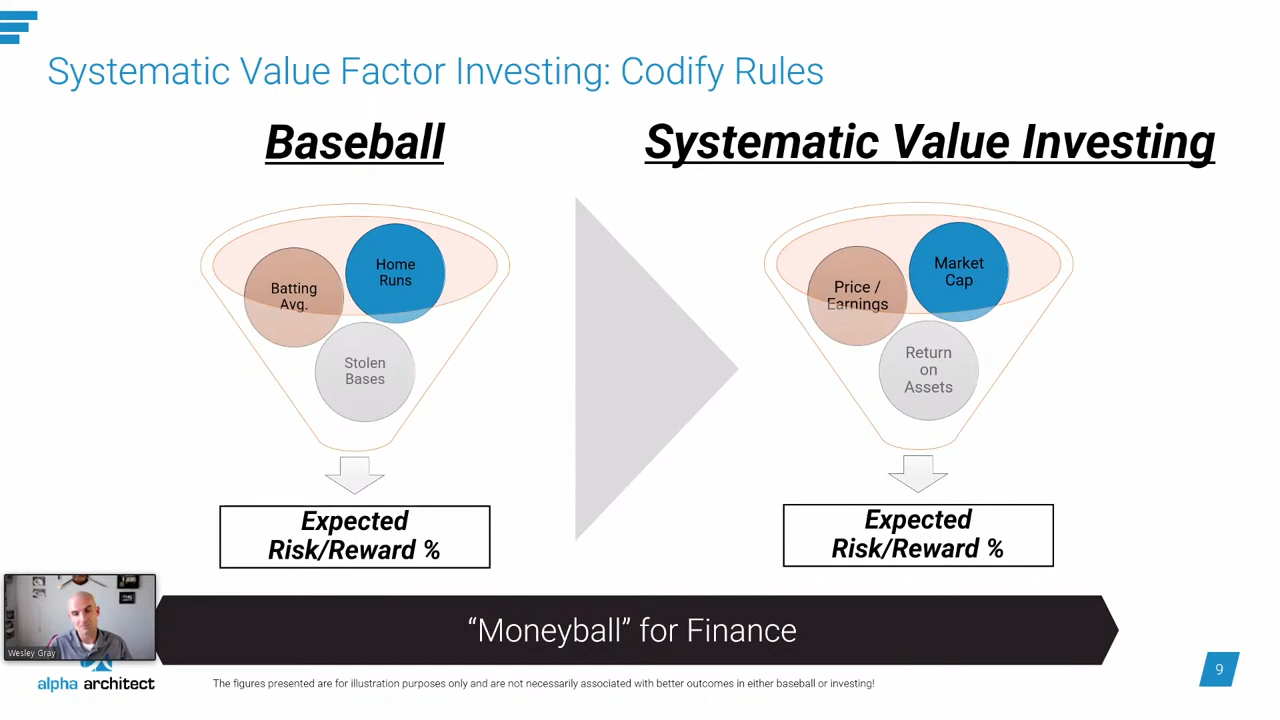 Systematic Value Factor Investing: Codify Rules
Baseball
Systematic Value Investing
Batting
Avg.
Home
Runs
Stolen
Bases
Price /
Earnings
Market
Cap
Return
on
Assets
Expected
Risk/Reward %
Expected
Risk/Reward %
“Moneyball” for Finance
Wesley Gray
alpha architect
The figures presented are for illustration purposes only and are not necessarily associated with better outcomes in either baseball or investing!
9